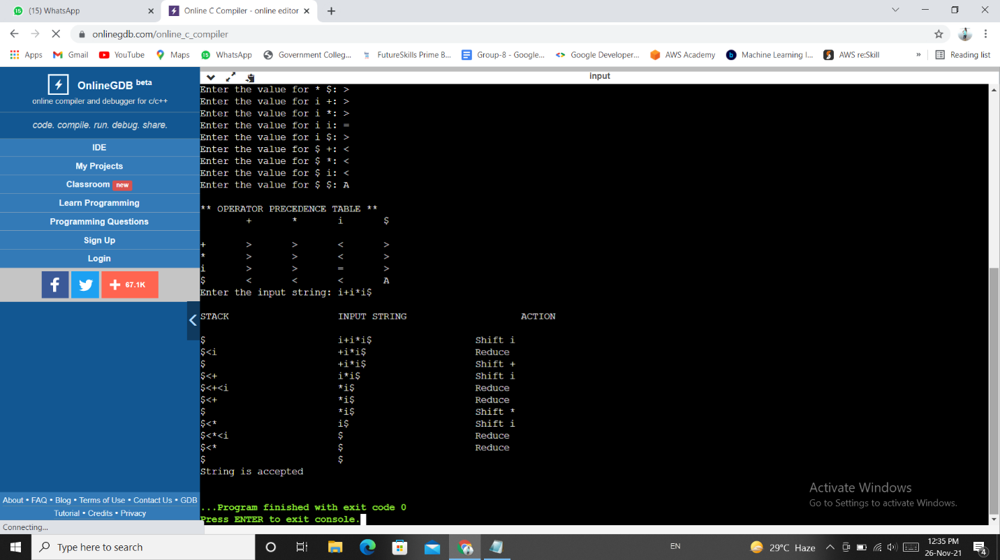 (15) WhatsApp
Online C Compiler - online editor
onlinegdb.com/online_c_compiler
Apps Gmail YouTube Maps WhatsApp Government Colleg... FutureSkills Prime B... Group-8 - Google... Google Developer... AWS Academy Machine Learning I... AWS re:Skill » Reading list
OnlineGDB beta
online compiler and debugger for c/c++
code. compile. run. debug. share.
IDE
My Projects
Classroom new
Learn Programming
Programming Questions
Sign Up
Login
67.1K
About • FAQ • Blog • Terms of Use • Contact Us • GDB
Tutorial • Credits • Privacy
Connecting...
input
Enter the value for * $: >
Enter the value for i +: >
Enter the value for i *: >
Enter the value for i i: =
Enter the value for i $: >
Enter the value for $ +: <
Enter the value for $ *: <
Enter the value for $ i: <
Enter the value for $ $: A
** OPERATOR PRECEDENCE TABLE **
+ * i $
+ > > < >
* > > < >
i > > = >
$ < < < A
Enter the input string: i+i*i$
STACK INPUT STRING ACTION
$ i+i*i$ Shift i
$<i +i*i$ Reduce
$ +i*i$ Shift +
$<+ i*i$ Shift i
$<+<i *i$ Reduce
$<+ *i$ Reduce
$ *i$ Shift *
$<* i$ Shift i
$<*<i $ Reduce
$<* $ Reduce
$ $
String is accepted
...Program finished with exit code 0
Press ENTER to exit console.
Activate Windows
Go to Settings to activate Windows.
Type here to search
EN
29°C Haze
12:35 PM
26-Nov-21
4